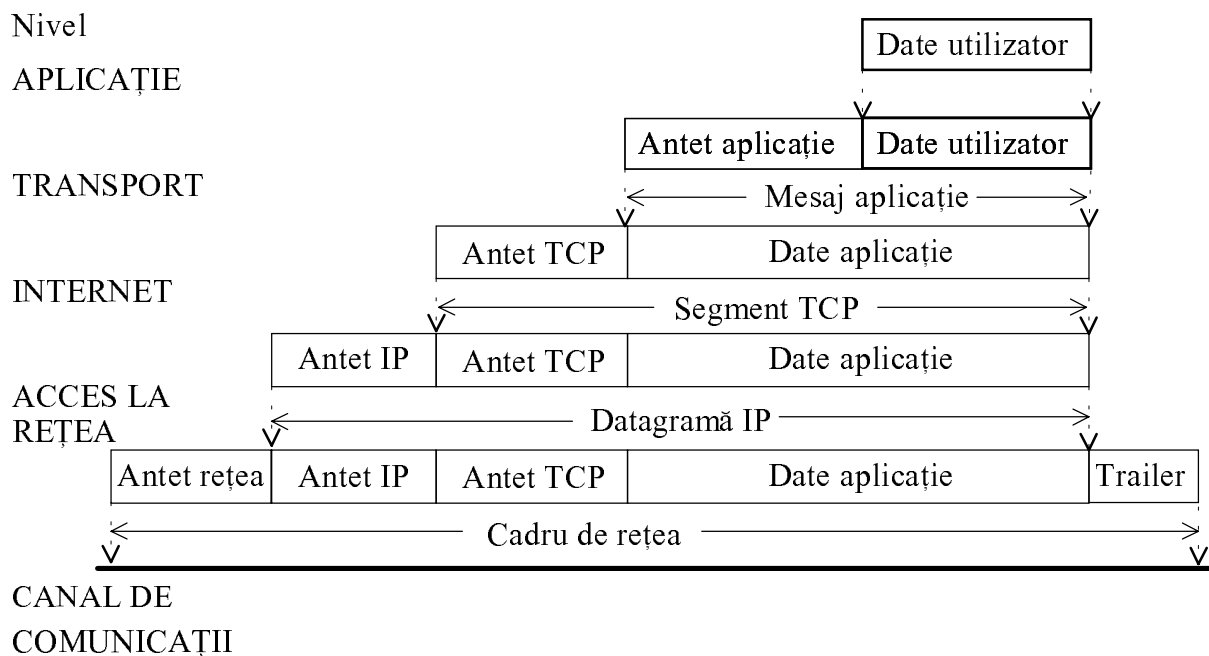 Nivel
Date utilizator
APLICAȚIE
Antet aplicație Date utilizator
TRANSPORT
Mesaj aplicație
Antet TCP Date aplicație
INTERNET
Segment TCP
Antet IP Antet TCP Date aplicație
ACCES LA
REȚEA
Datagramă IP
Antet rețea Antet IP Antet TCP Date aplicație Trailer
Cadru de rețea
CANAL DE
COMUNICAȚII